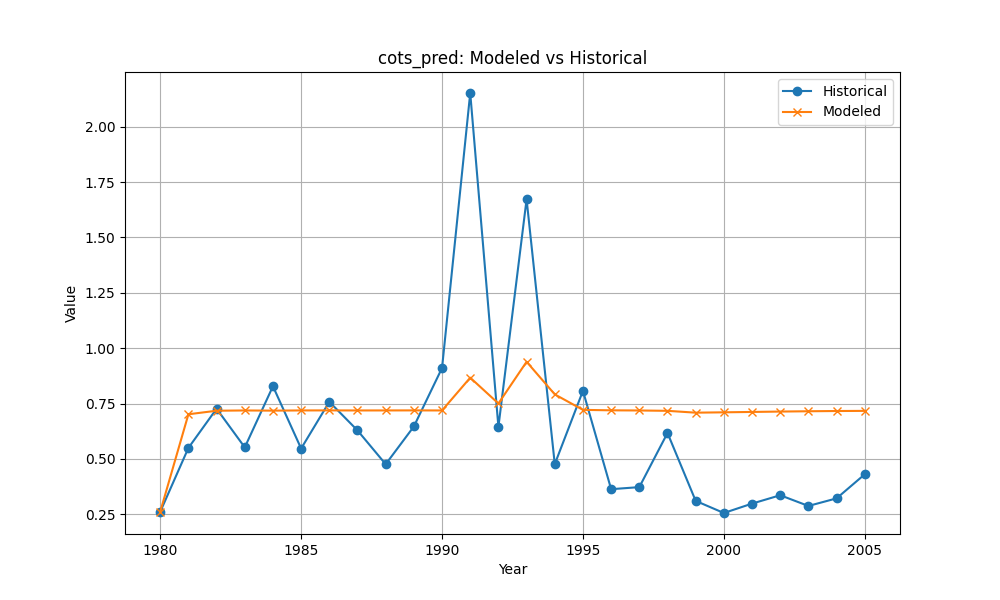 cots_pred: Modeled vs Historical
Historical
Modeled
Value
2.00
1.75
1.50
1.25
1.00
0.75
0.50
0.25
1980 1985 1990 1995 2000 2005
Year